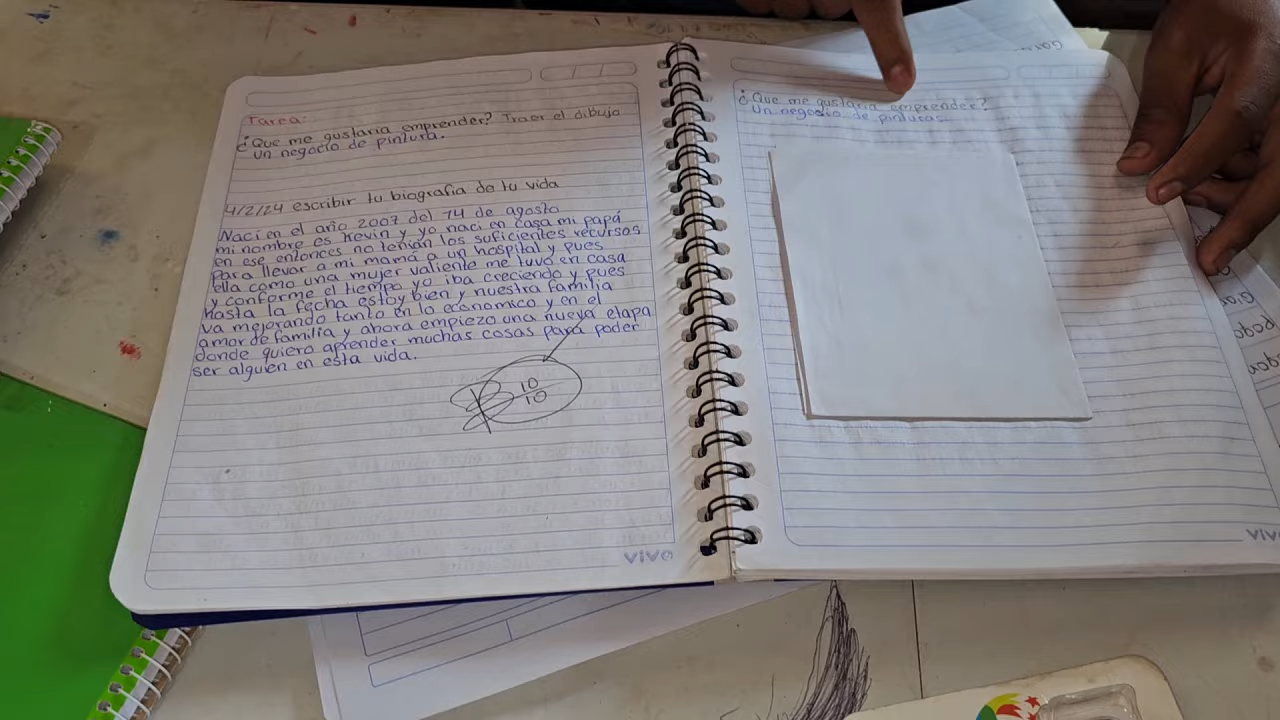 Tarea:
¿Que me gustaria emprender? Traer el dibujo
un negocio de pintura.
4/2/24 escribir tu biografia de tu vida
Naci en el año 2007 del 14 de agosto
mi nombre es Kevin y yo naci en casa mi papá
en ese entonces no tenian los suficientes recursos
para llevar a mi mamá a un hospital y pues
ella como una mujer valiente me tuvo en casa
y conforme el tiempo yo iba creciendo y pues
hasta la fecha estoy bien y nuestra familia
va mejorando tanto en lo economico y en el
amor de familia y ahora empiezo una nueva etapa
donde quiero aprender muchas cosas para poder
ser alguien en esta vida.
10/10
VIVA
¿Que me gustaria emprender?
un negocio de pinturas.